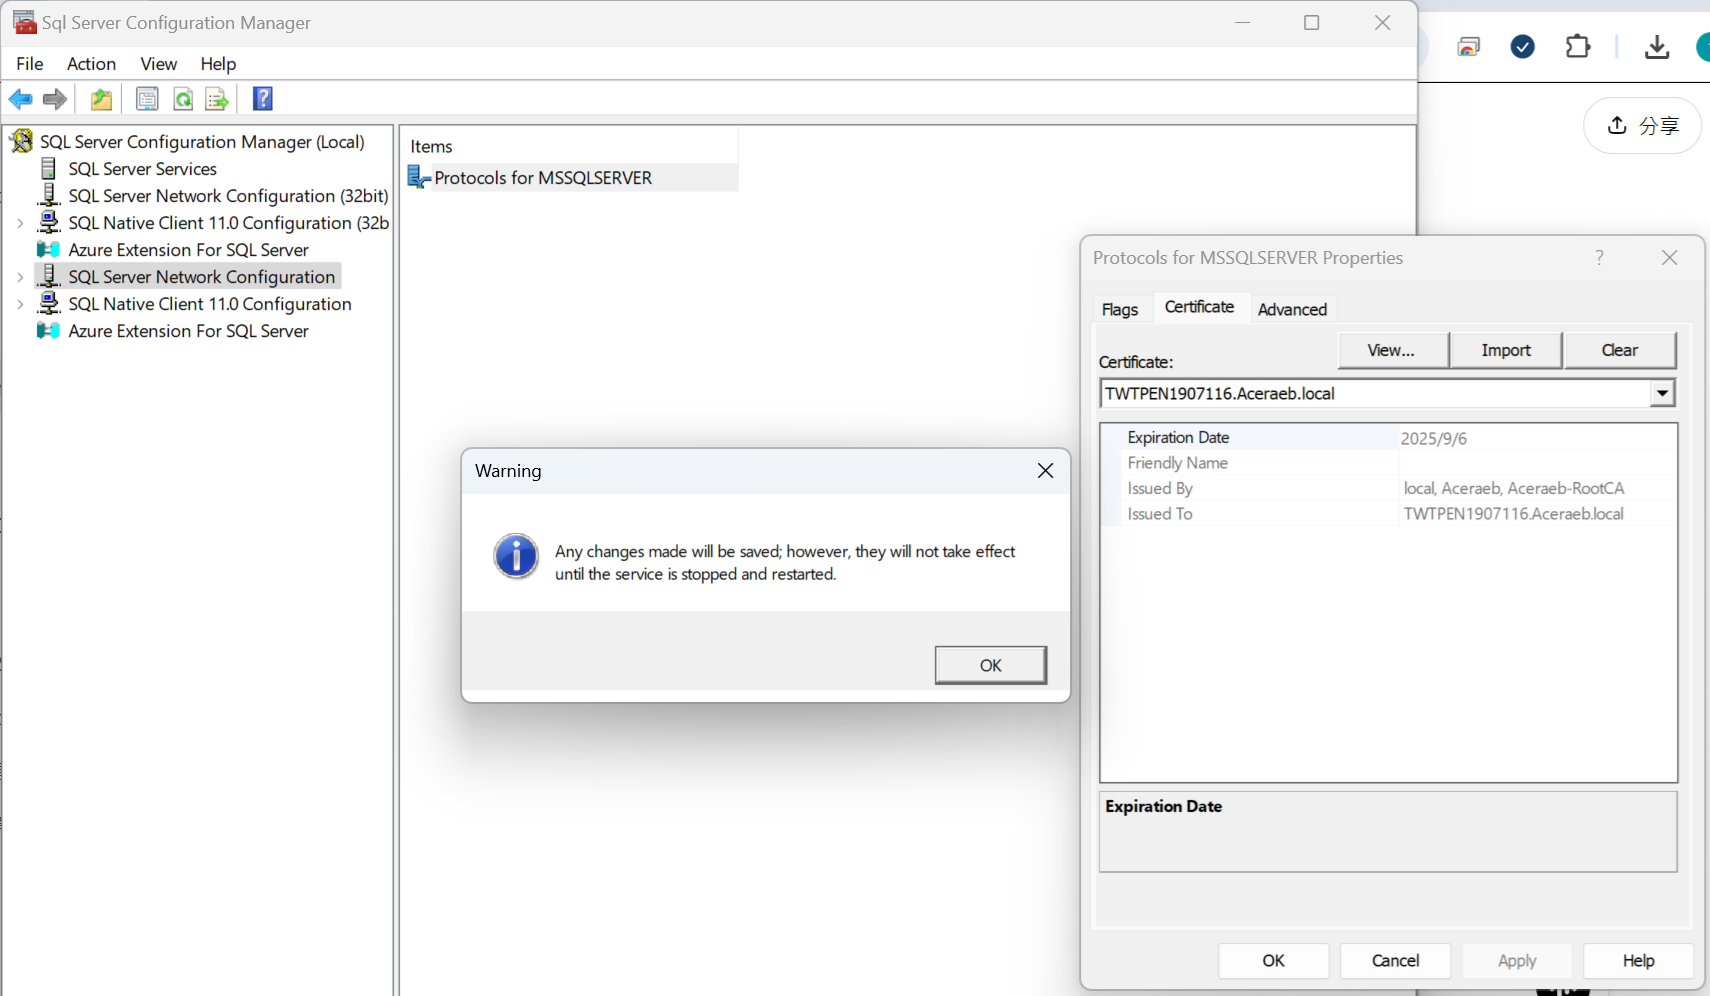 Sql Server Configuration Manager
File Action View Help
SQL Server Configuration Manager (Local)
SQL Server Services
SQL Server Network Configuration (32bit)
SQL Native Client 11.0 Configuration (32b
Azure Extension For SQL Server
SQL Server Network Configuration
SQL Native Client 11.0 Configuration
Azure Extension For SQL Server
Items
Protocols for MSSQLSERVER
分享
Warning
Any changes made will be saved; however, they will not take effect
until the service is stopped and restarted.
OK
Protocols for MSSQLSERVER Properties
Flags Certificate Advanced
View... Import Clear
Certificate:
TWTPEN1907116.Aceraeb.local
Expiration Date 2025/9/6
Friendly Name
Issued By local, Aceraeb, Aceraeb-RootCA
Issued To TWTPEN1907116.Aceraeb.local
Expiration Date
OK Cancel Apply Help